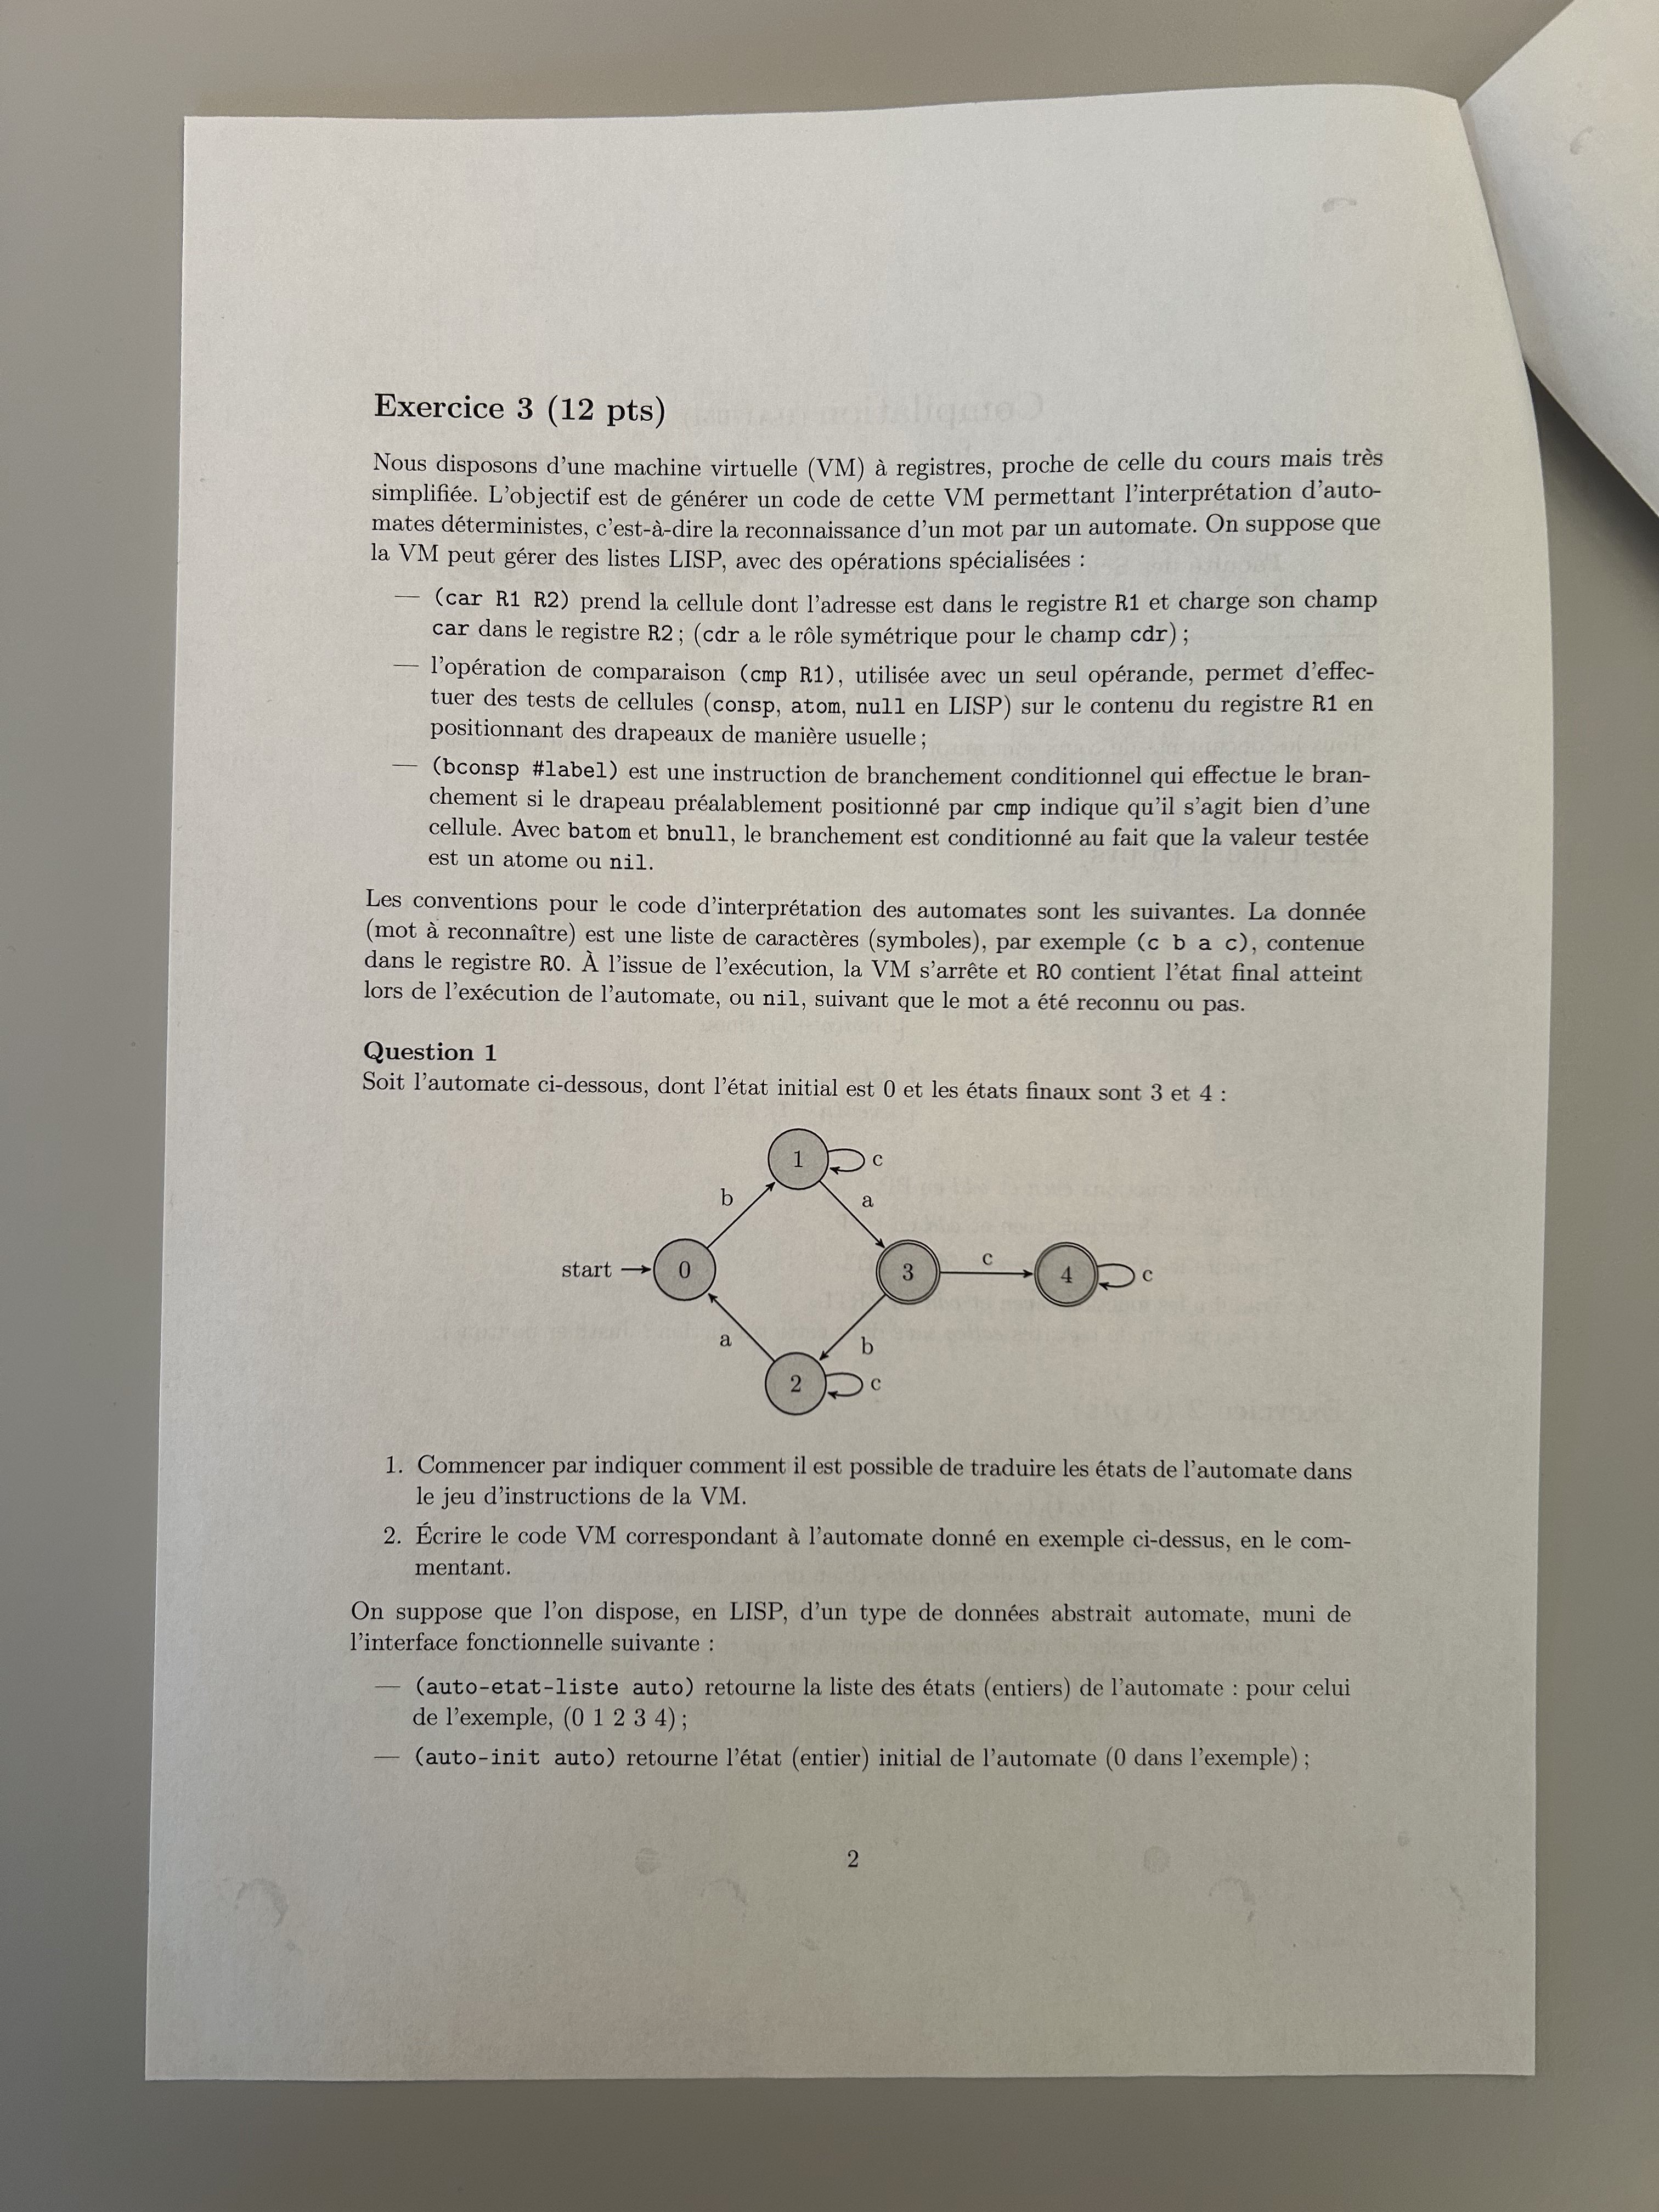 Exercice 3 (12 pts)
Nous disposons d'une machine virtuelle (VM) à registres, proche de celle du cours mais très
simplifiée. L'objectif est de générer un code de cette VM permettant l'interprétation d'auto-
mates déterministes, c'est-à-dire la reconnaissance d'un mot par un automate. On suppose que
la VM peut gérer des listes LISP, avec des opérations spécialisées :
— (car R1 R2) prend la cellule dont l'adresse est dans le registre R1 et charge son champ
car dans le registre R2 ; (cdr a le rôle symétrique pour le champ cdr) ;
— l'opération de comparaison (cmp R1), utilisée avec un seul opérande, permet d'effec-
tuer des tests de cellules (consp, atom, null en LISP) sur le contenu du registre R1 en
positionnant des drapeaux de manière usuelle ;
— (bconsp #label) est une instruction de branchement conditionnel qui effectue le bran-
chement si le drapeau préalablement positionné par cmp indique qu'il s'agit bien d'une
cellule. Avec batom et bnull, le branchement est conditionné au fait que la valeur testée
est un atome ou nil.
Les conventions pour le code d'interprétation des automates sont les suivantes. La donnée
(mot à reconnaître) est une liste de caractères (symboles), par exemple (c b a c), contenue
dans le registre R0. À l'issue de l'exécution, la VM s'arrête et R0 contient l'état final atteint
lors de l'exécution de l'automate, ou nil, suivant que le mot a été reconnu ou pas.
Question 1
Soit l'automate ci-dessous, dont l'état initial est 0 et les états finaux sont 3 et 4 :
1 c
b a
start 0 3 c 4 c
a b
2 c
1. Commencer par indiquer comment il est possible de traduire les états de l'automate dans
le jeu d'instructions de la VM.
2. Écrire le code VM correspondant à l'automate donné en exemple ci-dessus, en le com-
mentant.
On suppose que l'on dispose, en LISP, d'un type de données abstrait automate, muni de
l'interface fonctionnelle suivante :
— (auto-etat-liste auto) retourne la liste des états (entiers) de l'automate : pour celui
de l'exemple, (0 1 2 3 4) ;
— (auto-init auto) retourne l'état (entier) initial de l'automate (0 dans l'exemple) ;
2